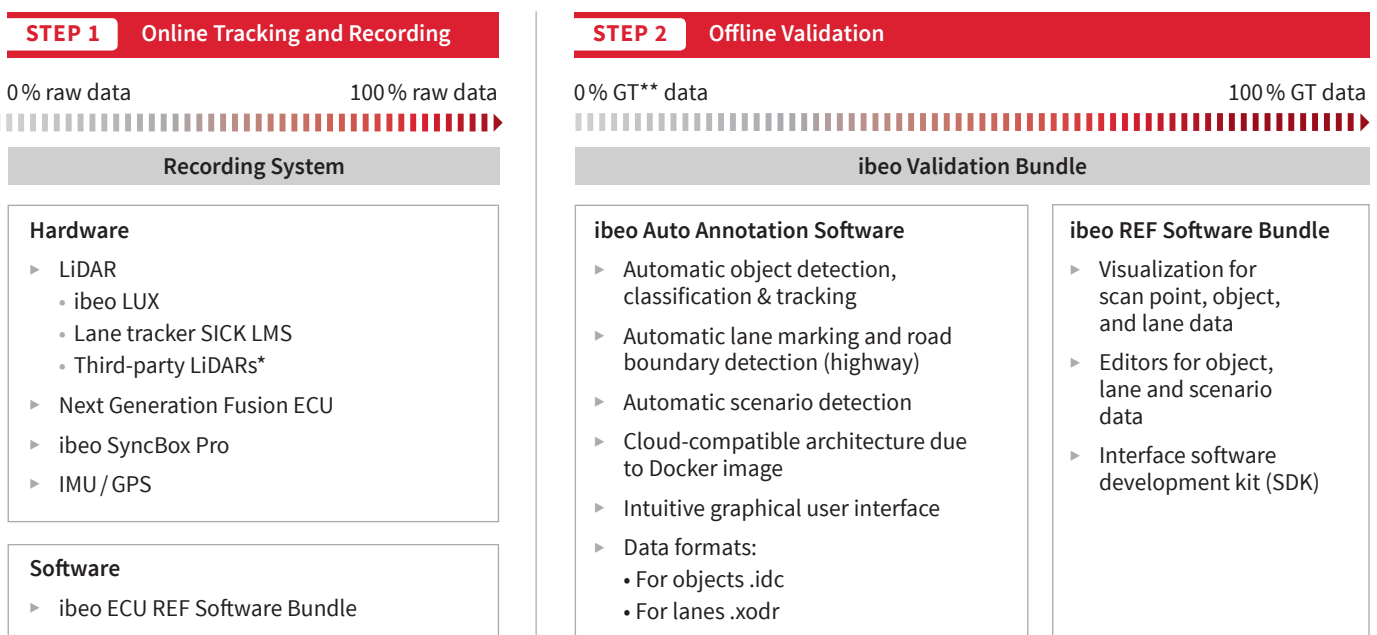 STEP 1 Online Tracking and Recording
0 % raw data 100 % raw data
Recording System
Hardware
▸ LiDAR
• ibeo LUX
• Lane tracker SICK LMS
• Third-party LiDARs*
▸ Next Generation Fusion ECU
▸ ibeo SyncBox Pro
▸ IMU / GPS
Software
▸ ibeo ECU REF Software Bundle
STEP 2 Offline Validation
0 % GT** data 100 % GT data
ibeo Validation Bundle
ibeo Auto Annotation Software
▸ Automatic object detection,
classification & tracking
▸ Automatic lane marking and road
boundary detection (highway)
▸ Automatic scenario detection
▸ Cloud-compatible architecture due
to Docker image
▸ Intuitive graphical user interface
▸ Data formats:
• For objects .idc
• For lanes .xodr
ibeo REF Software Bundle
▸ Visualization for
scan point, object,
and lane data
▸ Editors for object,
lane and scenario
data
▸ Interface software
development kit (SDK)